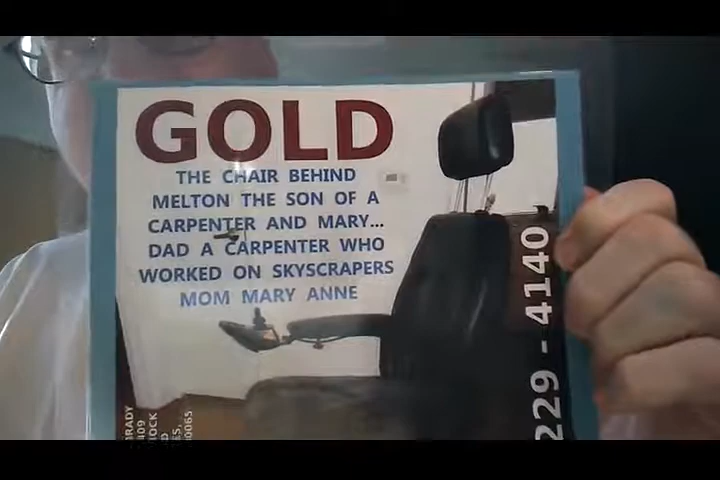 GOLD
THE CHAIR BEHIND
MELTON THE SON OF A
CARPENTER AND MARY...
DAD A CARPENTER WHO
WORKED ON SKYSCRAPERS
MOM MARY ANNE
229 - 4140